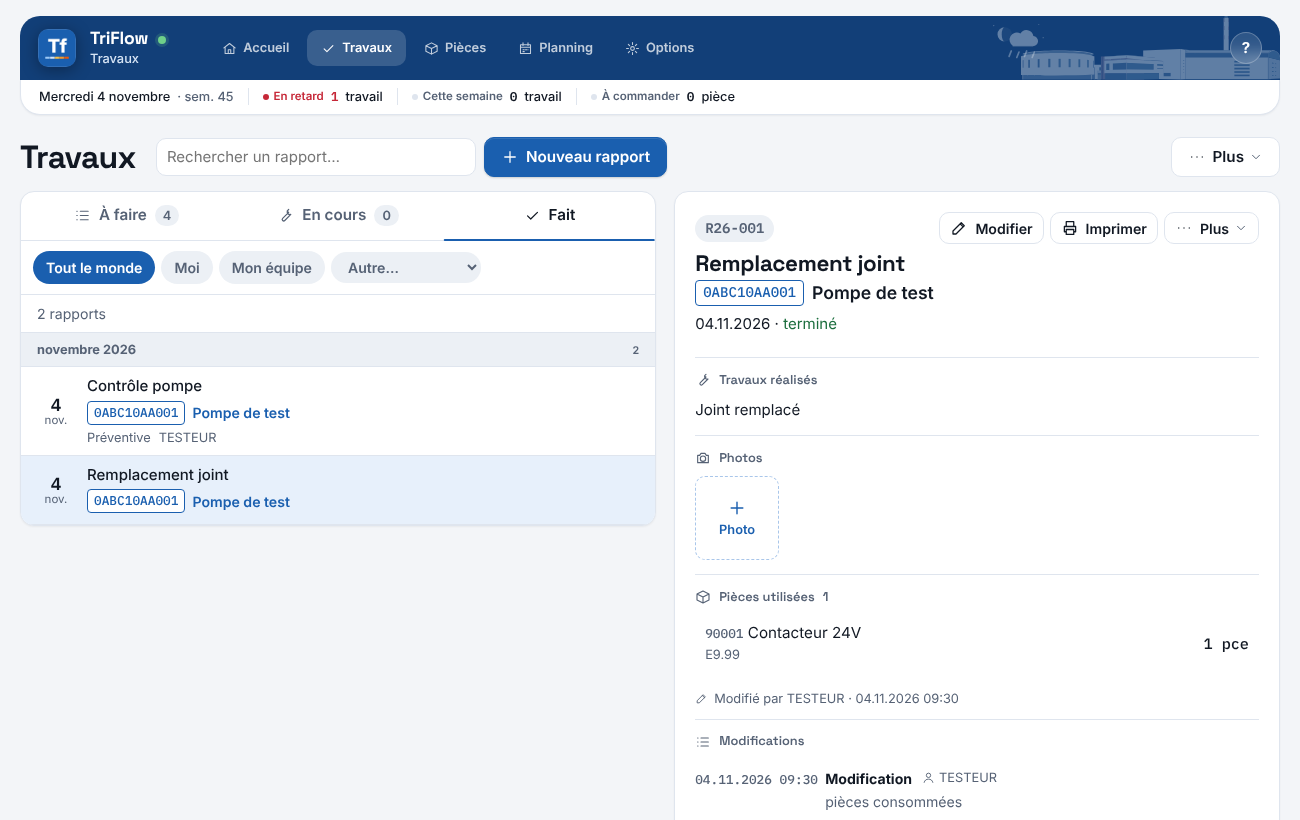 Tf
TriFlow
Travaux
Accueil
Travaux
Pièces
Planning
Options
?
Mercredi 4 novembre · sem. 45
En retard 1 travail
Cette semaine 0 travail
À commander 0 pièce
Travaux
Rechercher un rapport...
+ Nouveau rapport
··· Plus
À faire 4
En cours 0
Fait
Tout le monde
Moi
Mon équipe
Autre...
2 rapports
novembre 2026 2
4 nov.
Contrôle pompe
0ABC10AA001 Pompe de test
Préventive TESTEUR
4 nov.
Remplacement joint
0ABC10AA001 Pompe de test
R26-001
Modifier
Imprimer
··· Plus
Remplacement joint
0ABC10AA001 Pompe de test
04.11.2026 · terminé
Travaux réalisés
Joint remplacé
Photos
+
Photo
Pièces utilisées 1
90001 Contacteur 24V
E9.99
1 pce
Modifié par TESTEUR · 04.11.2026 09:30
Modifications
04.11.2026 09:30 Modification TESTEUR
pièces consommées